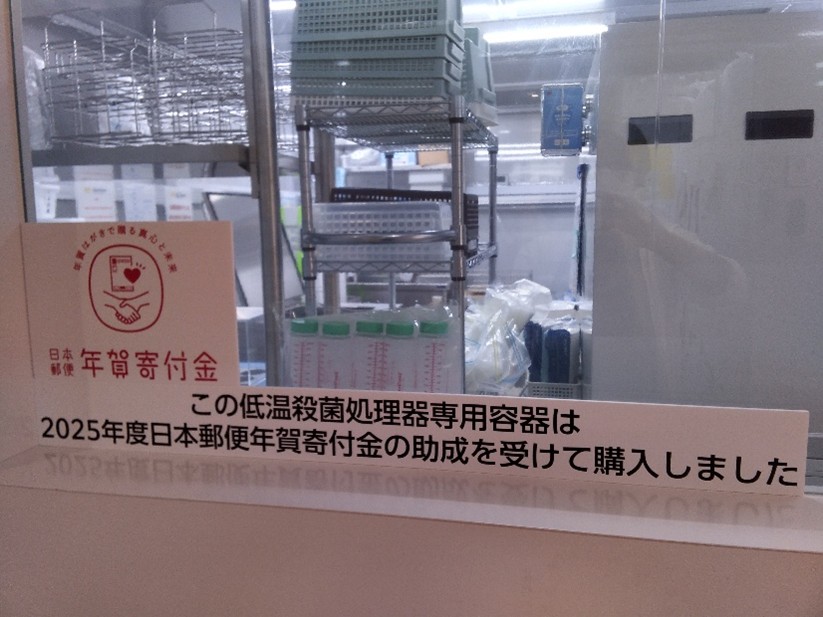 年賀はがきで贈る真心と未来
日本
郵便
年賀寄付金
この低温殺菌処理器専用容器は
2025年度日本郵便年賀寄付金の助成を受けて購入しました